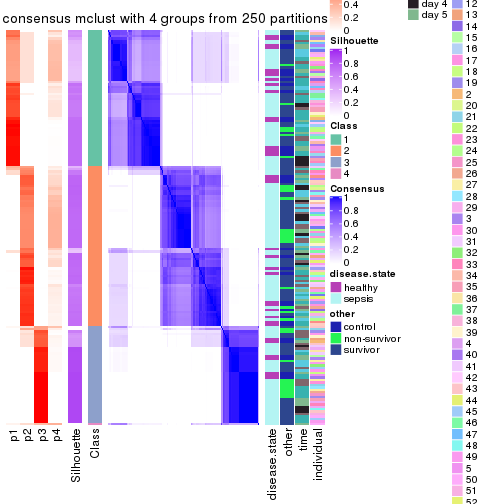 consensus mclust with 4 groups from 250 partitions
p1
p2
p3
p4
Silhouette
Class
disease.state
other
time
individual
0.4
0.2
0
Silhouette
1
0.8
0.6
0.4
0.2
0
Class
1
2
3
4
Consensus
1
0.8
0.6
0.4
0.2
0
disease.state
healthy
sepsis
other
control
non-survivor
survivor
day 4
day 5
12
13
14
15
16
17
18
19
2
20
21
22
23
24
25
26
27
28
29
3
30
31
32
33
34
35
36
37
38
39
4
40
41
42
43
44
45
46
47
48
49
5
50
51
52